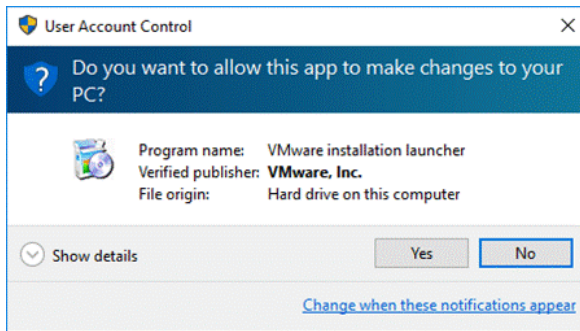 User Account Control
Do you want to allow this app to make changes to your
PC?
Program name: VMware installation launcher
Verified publisher: VMware, Inc.
File origin: Hard drive on this computer
Show details
Yes
No
Change when these notifications appear